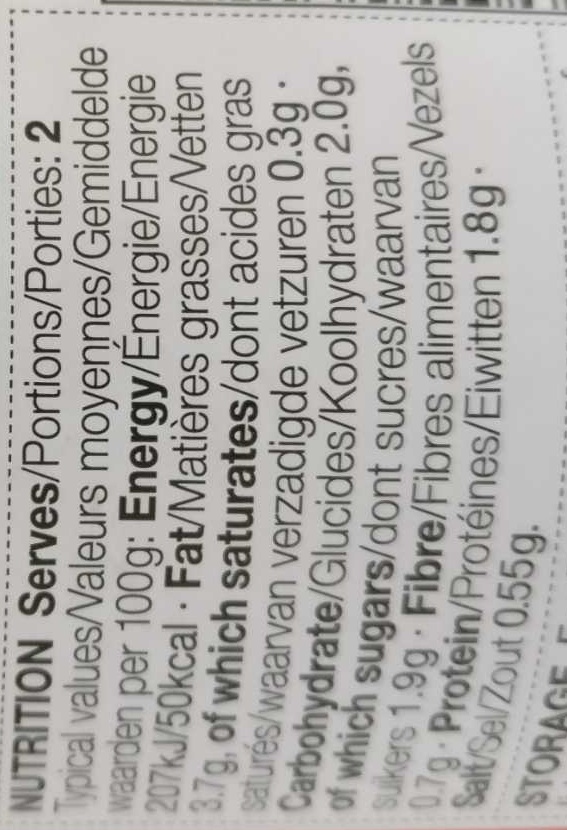 NUTRITION Serves/Portions/Porties: 2
Typical values/Valeurs moyennes/Gemiddelde
waarden per 100g: Energy/Énergie/Energie
207kJ/50kcal · Fat/Matières grasses/Vetten
3.7g, of which saturates/dont acides gras
saturés/waarvan verzadigde vetzuren 0.3g ·
Carbohydrate/Glucides/Koolhydraten 2.0g,
of which sugars/dont sucres/waarvan
suikers 1.9g · Fibre/Fibres alimentaires/Vezels
0.7g · Protein/Protéines/Eiwitten 1.8g ·
Salt/Sel/Zout 0.55g.
STORAGE